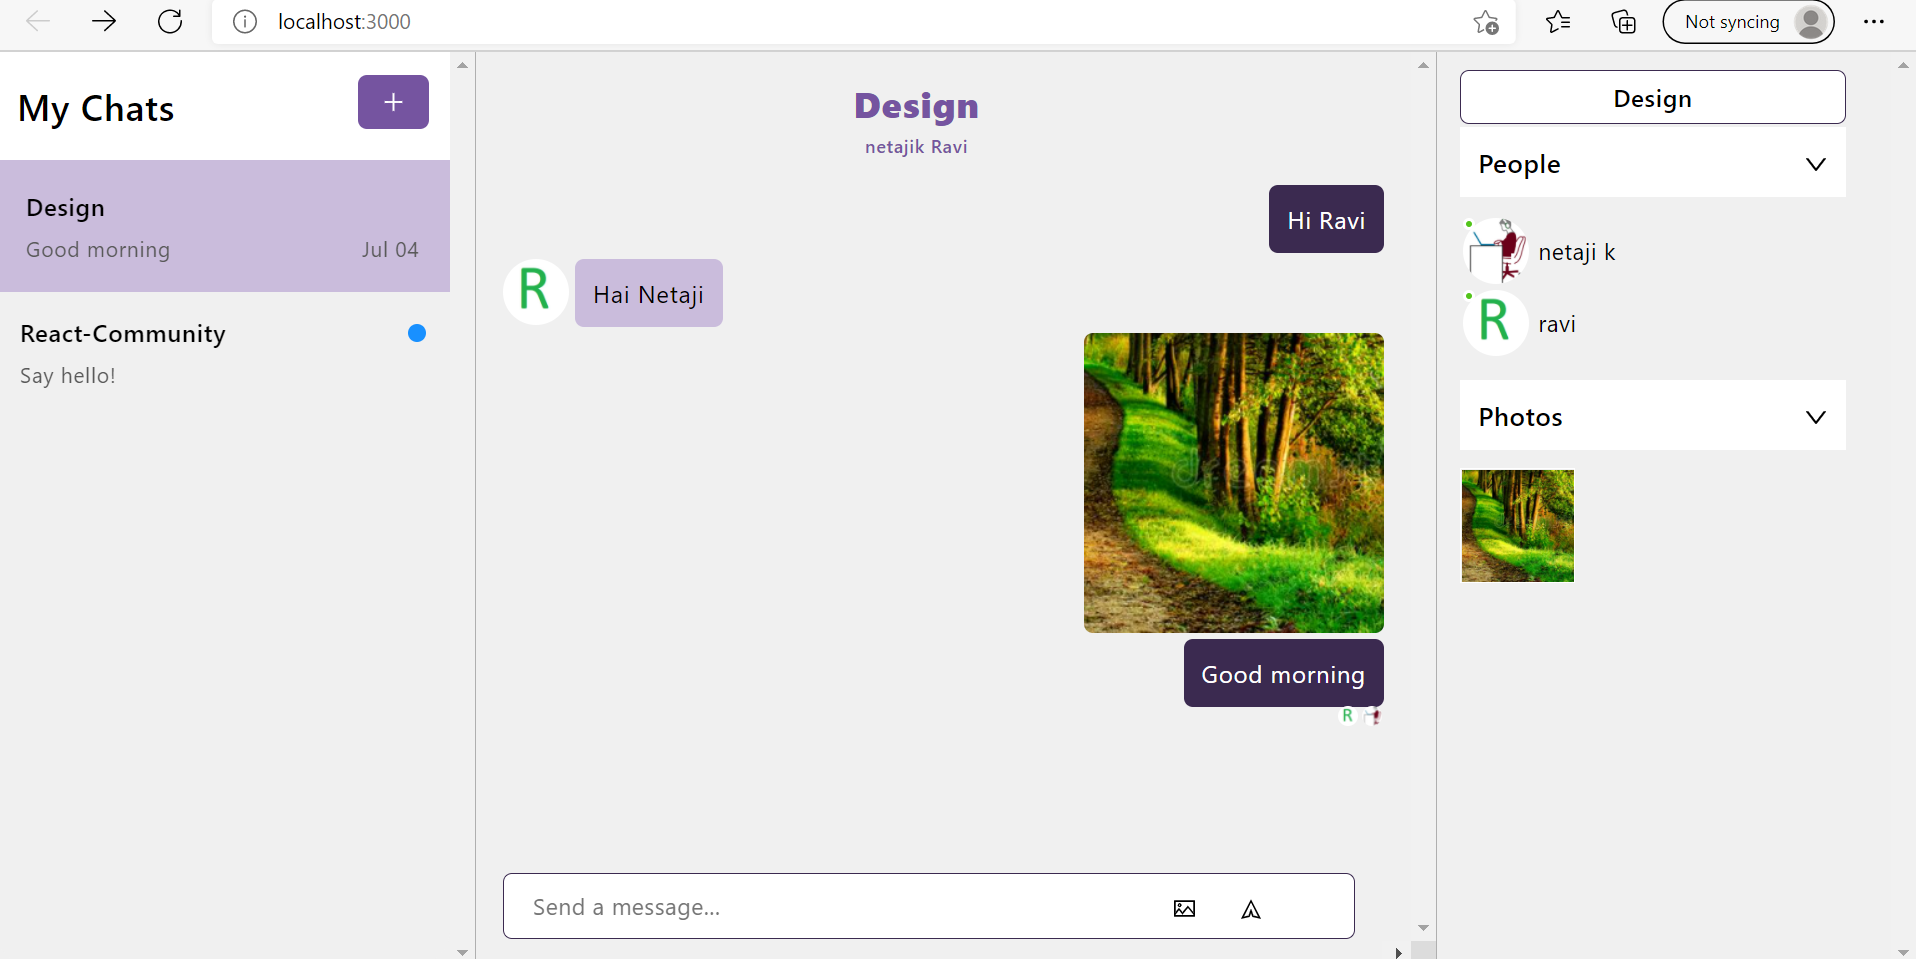 localhost:3000
Not syncing
My Chats
+
Design
Good morning
Jul 04
React-Community
Say hello!
Design
netajik Ravi
Hi Ravi
R
Hai Netaji
Good morning
R
Send a message...
Design
People
netaji k
R
ravi
Photos